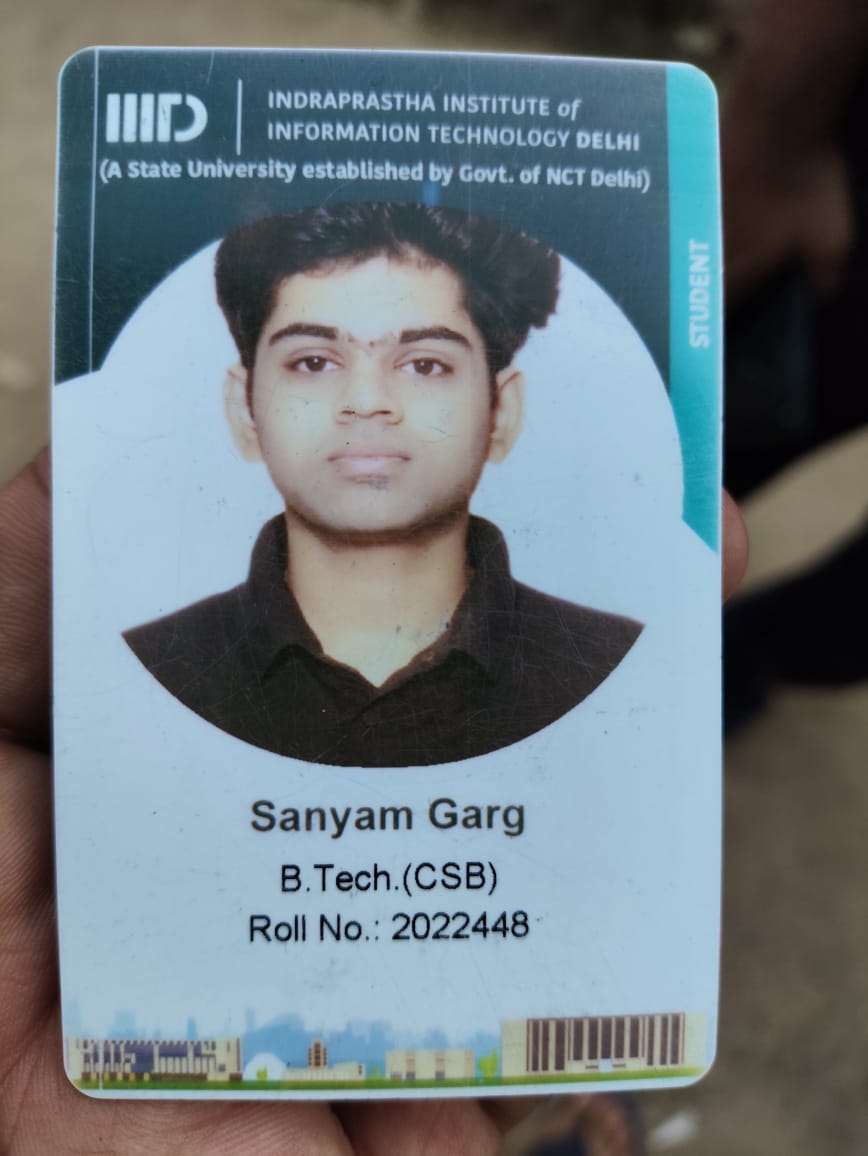 IIITD
INDRAPRASTHA INSTITUTE of
INFORMATION TECHNOLOGY DELHI
(A State University established by Govt. of NCT Delhi)
STUDENT
Sanyam Garg
B.Tech.(CSB)
Roll No.: 2022448